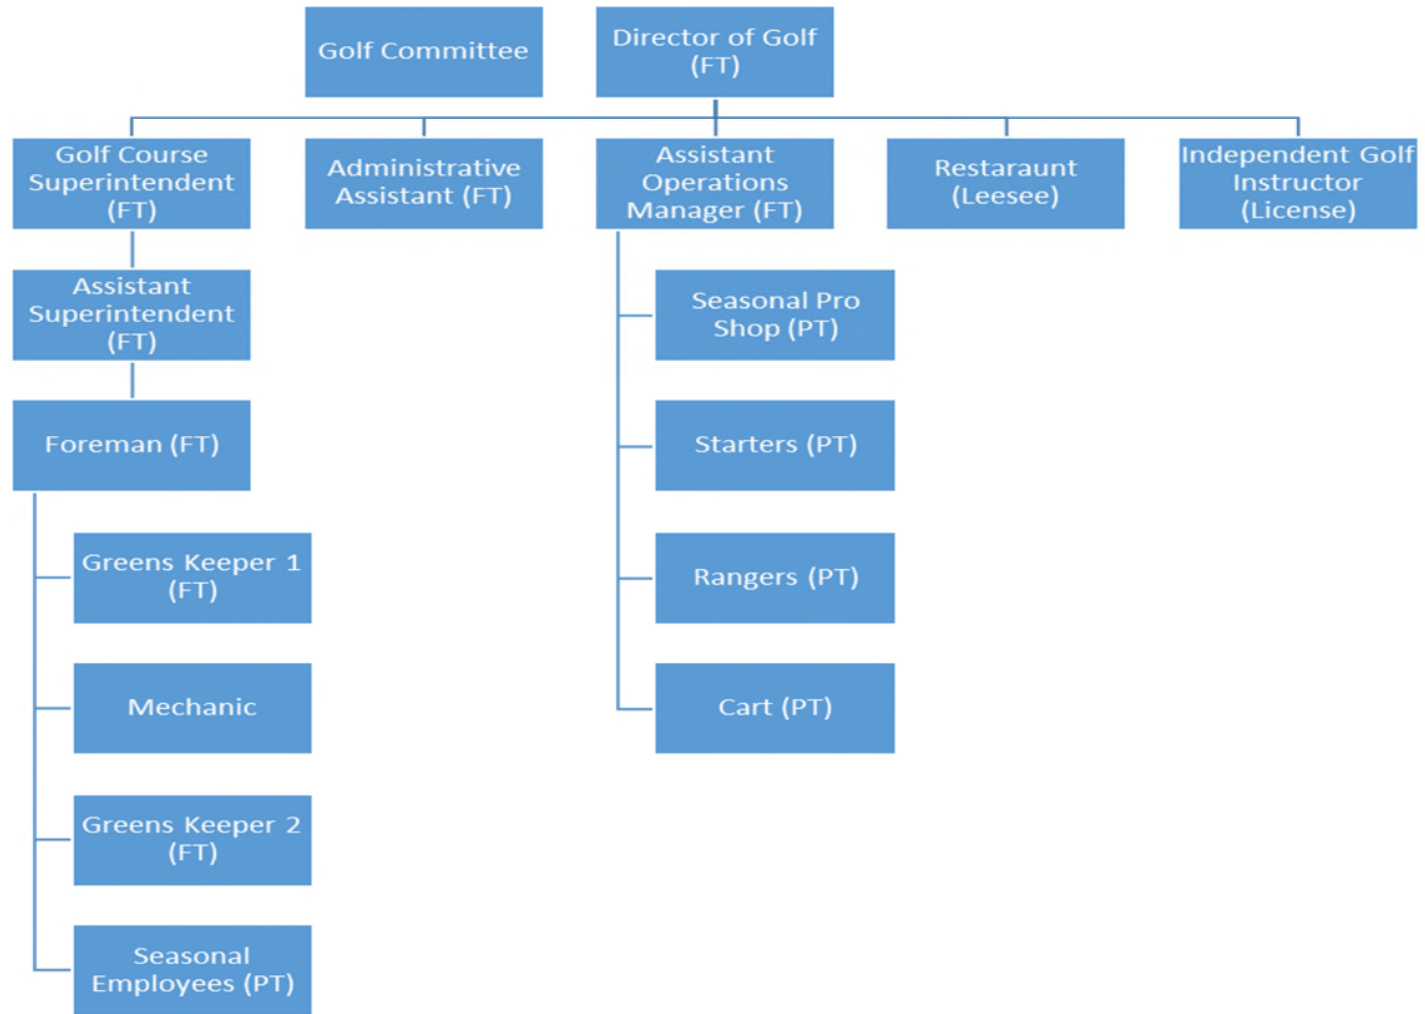 Golf Committee
Director of Golf
(FT)
Golf Course
Superintendent
(FT)
Administrative
Assistant (FT)
Assistant
Operations
Manager (FT)
Restaraunt
(Leesee)
Independent Golf
Instructor
(License)
Assistant
Superintendent
(FT)
Foreman (FT)
Greens Keeper 1
(FT)
Mechanic
Greens Keeper 2
(FT)
Seasonal
Employees (PT)
Seasonal Pro
Shop (PT)
Starters (PT)
Rangers (PT)
Cart (PT)